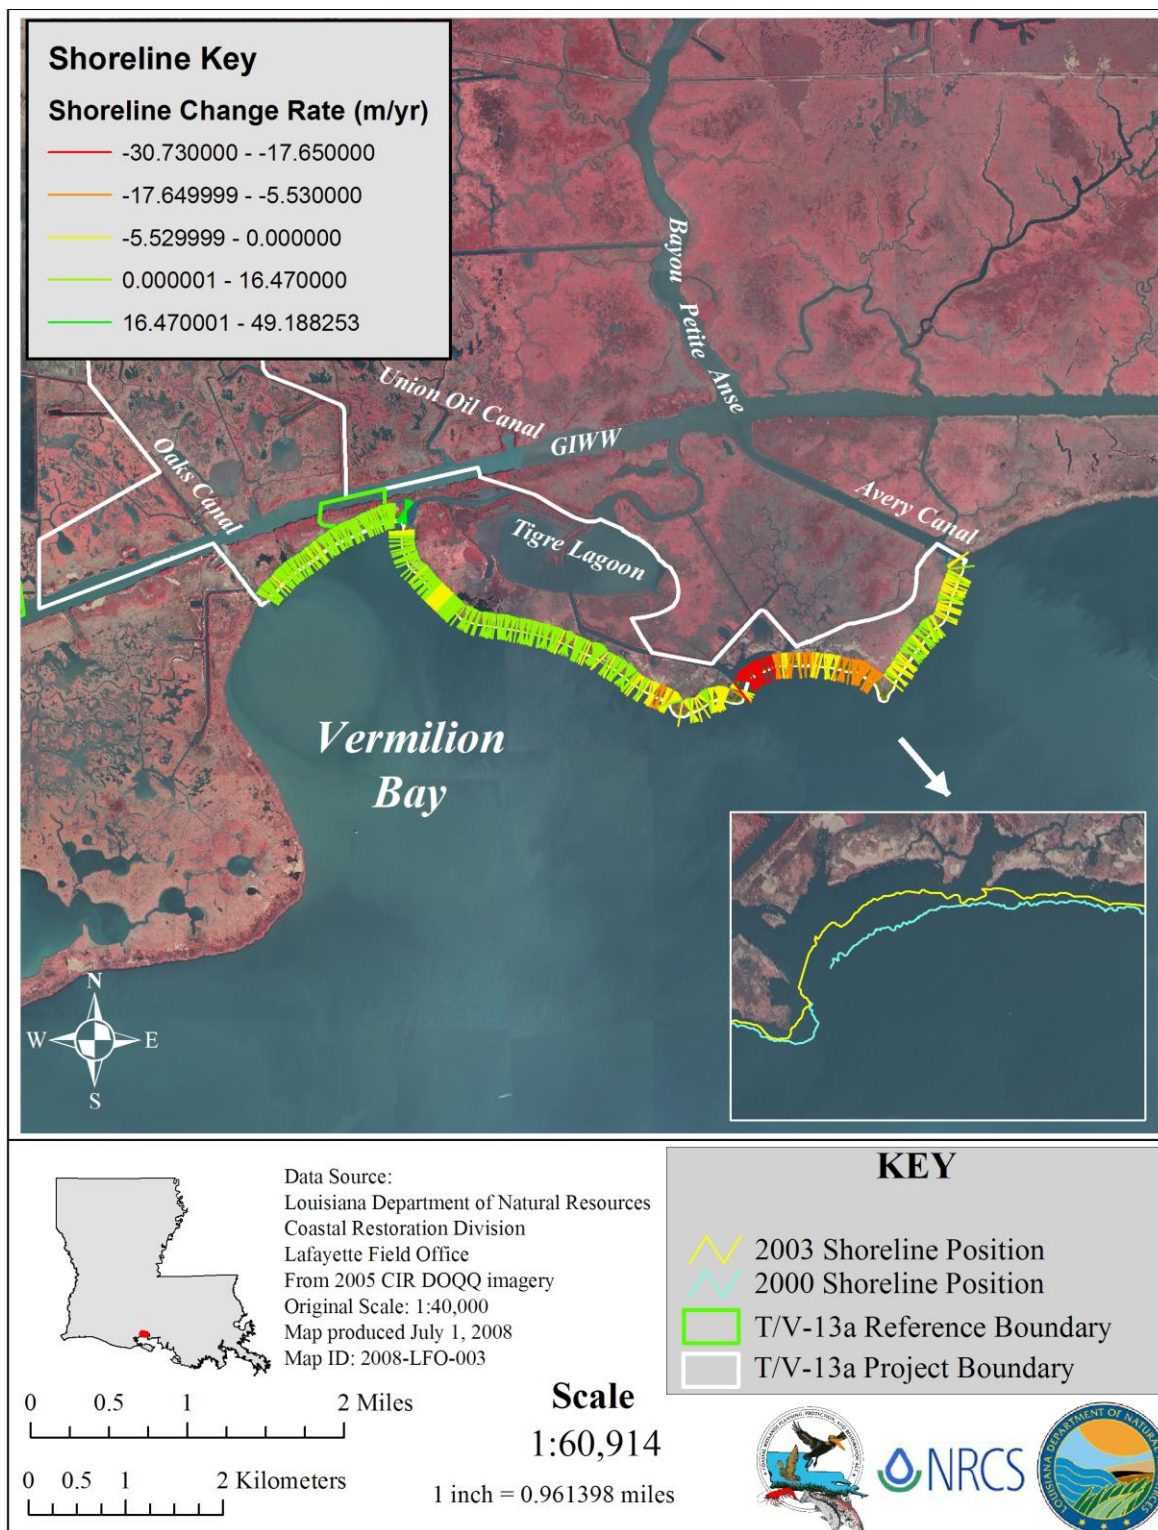 Shoreline Key
Shoreline Change Rate (m/yr)
-30.730000 - -17.650000
-17.649999 - -5.530000
-5.529999 - 0.000000
0.000001 - 16.470000
16.470001 - 49.188253
Bayou Petite Anse
Union Oil Canal
GIWW
Oaks Canal
Avery Canal
Tigre Lagoon
Vermilion
Bay
N
W E
S
Data Source:
Louisiana Department of Natural Resources
Coastal Restoration Division
Lafayette Field Office
From 2005 CIR DOQQ imagery
Original Scale: 1:40,000
Map produced July 1, 2008
Map ID: 2008-LFO-003
0 0.5 1 2 Miles
0 0.5 1 2 Kilometers
Scale
1:60,914
1 inch = 0.961398 miles
KEY
2003 Shoreline Position
2000 Shoreline Position
T/V-13a Reference Boundary
T/V-13a Project Boundary
NRCS
LOUISIANA DEPARTMENT OF NATURAL RESOURCES